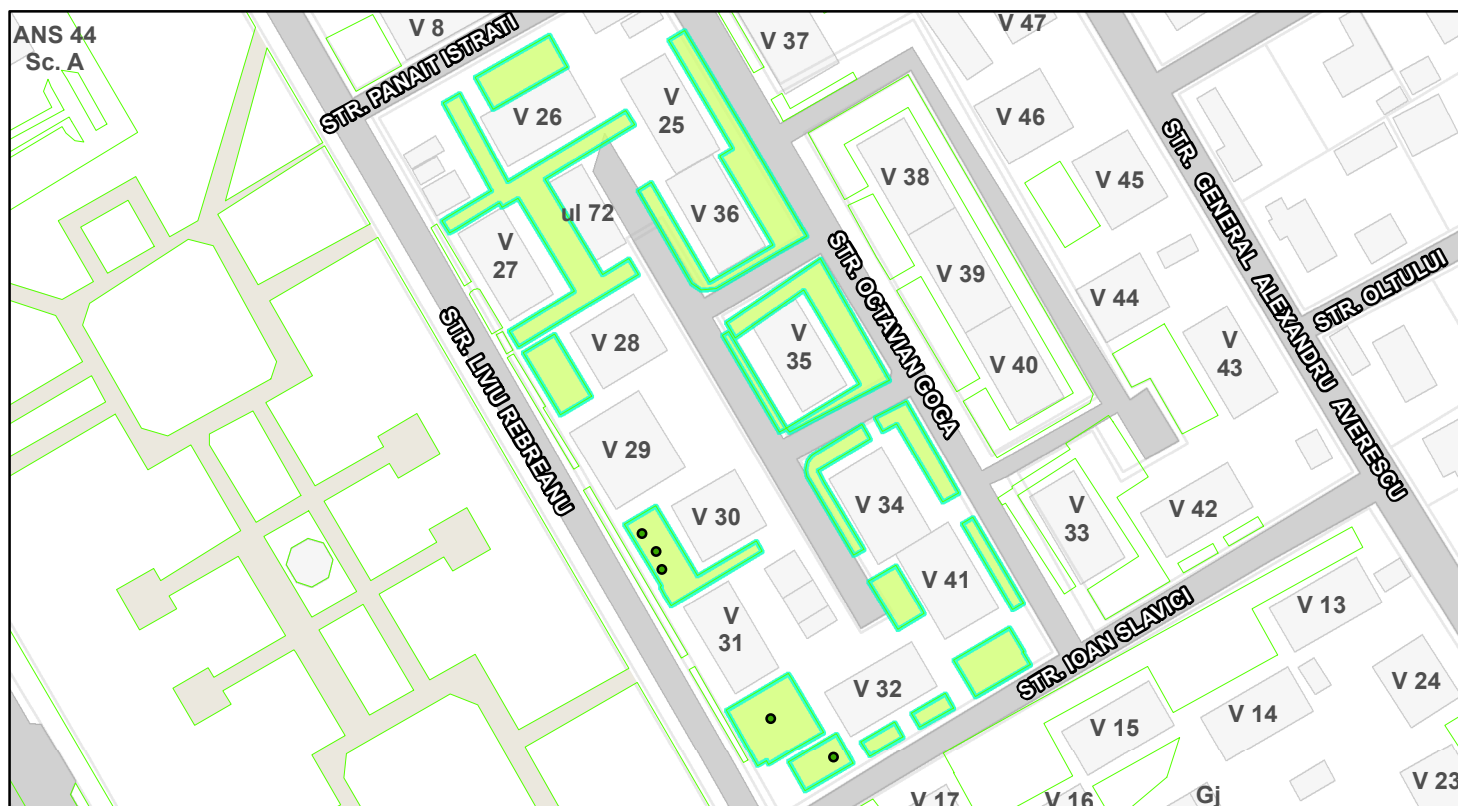 ANS 44
Sc. A
V 8
STR. PANAIT ISTRATI
V 26
V
25
V 37
V 47
V 46
V 45
V 38
V 36
ul 72
V
27
V 39
V 44
V
43
V 28
V
35
V 40
STR. LIVIU REBREANU
STR. OCTAVIAN GOGA
STR. GENERAL ALEXANDRU AVERESCU
STR. OLTULUI
V 29
V 30
V 34
V
33
V 42
V 41
V
31
V 32
STR. IOAN SLAVICI
V 13
V 24
V 14
V 15
V 23
V 17
V 16
Gj